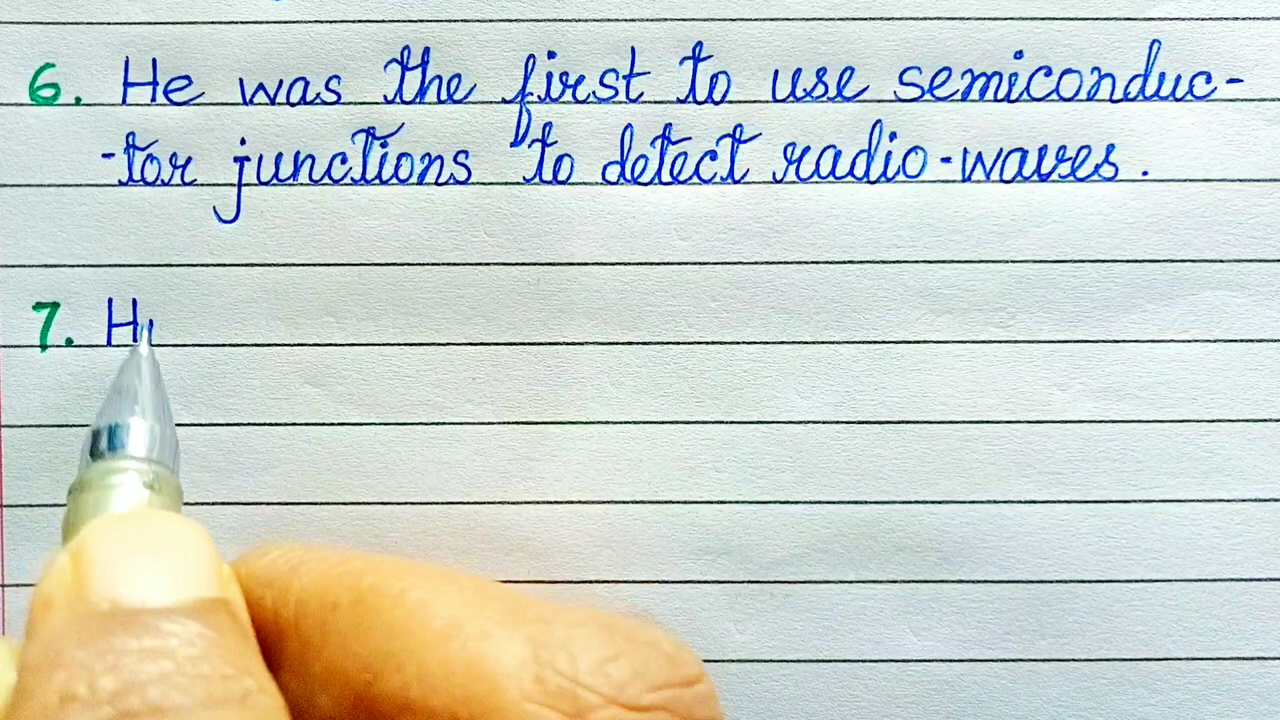 6. He was the first to use semiconduc-
-tor junctions to detect radio-waves.
7. H